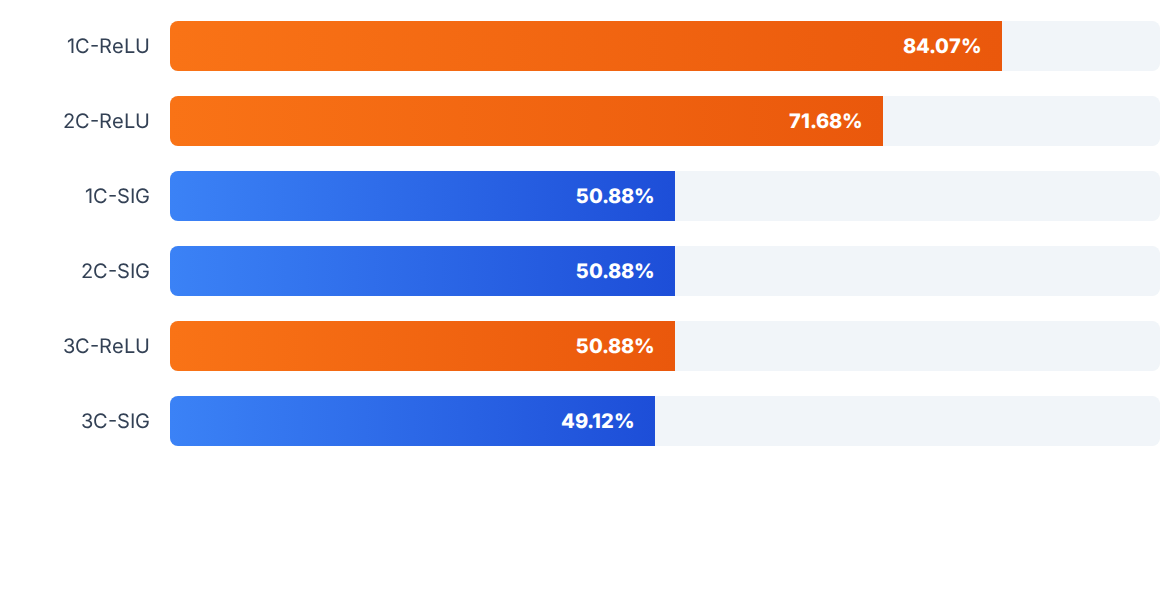 1C-ReLU 84.07%
2C-ReLU 71.68%
1C-SIG 50.88%
2C-SIG 50.88%
3C-ReLU 50.88%
3C-SIG 49.12%